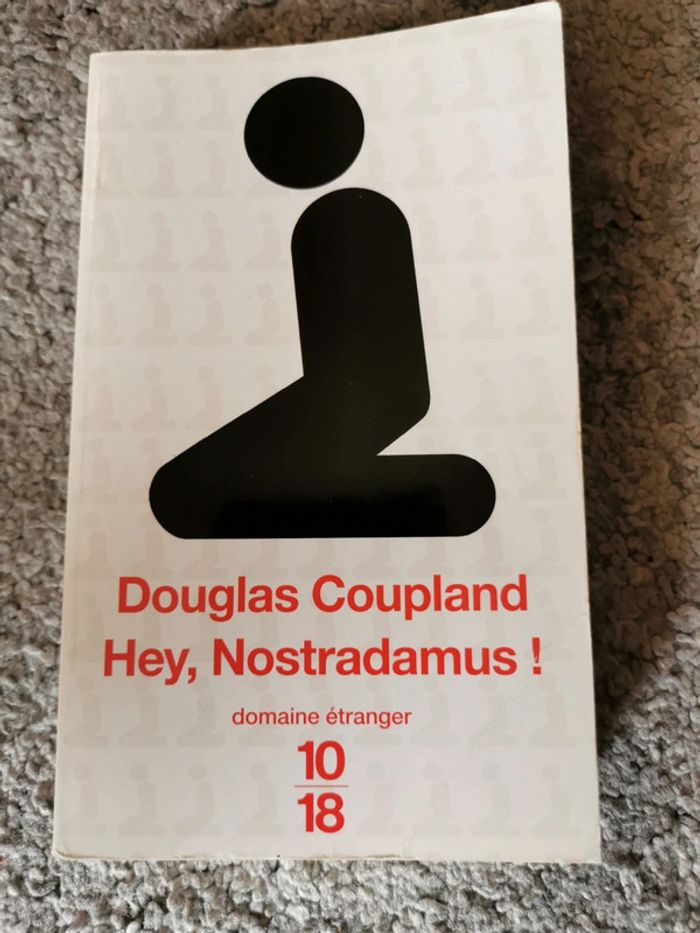 Douglas Coupland
Hey, Nostradamus !
domaine étranger
10
18